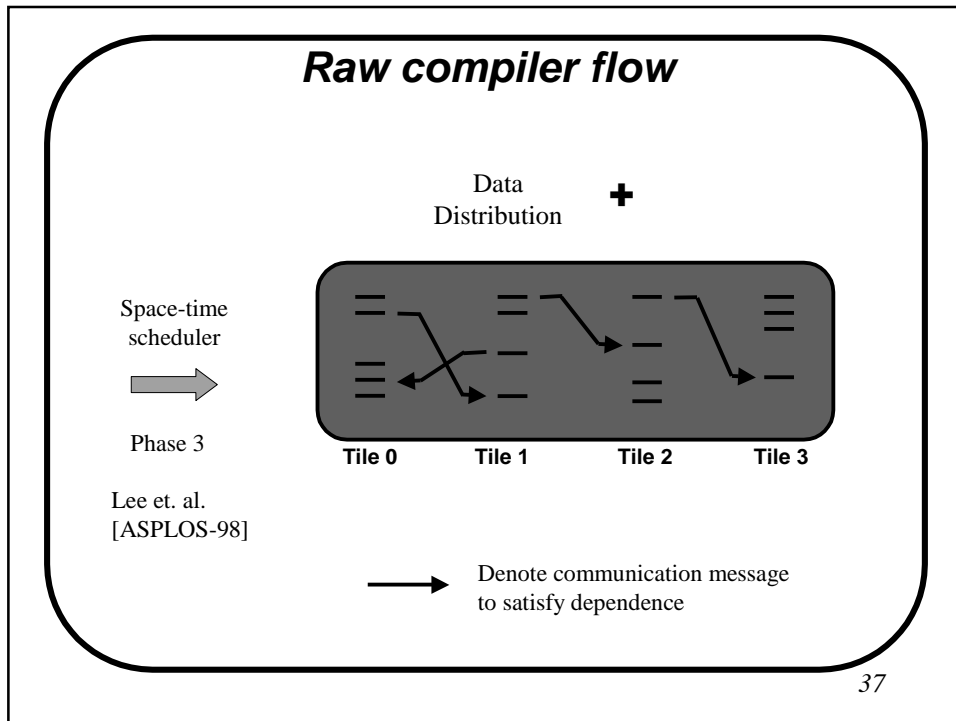 Raw compiler flow
Data
Distribution
+
Space-time
scheduler
Phase 3
Lee et. al.
[ASPLOS-98]
Tile 0
Tile 1
Tile 2
Tile 3
Denote communication message
to satisfy dependence
37